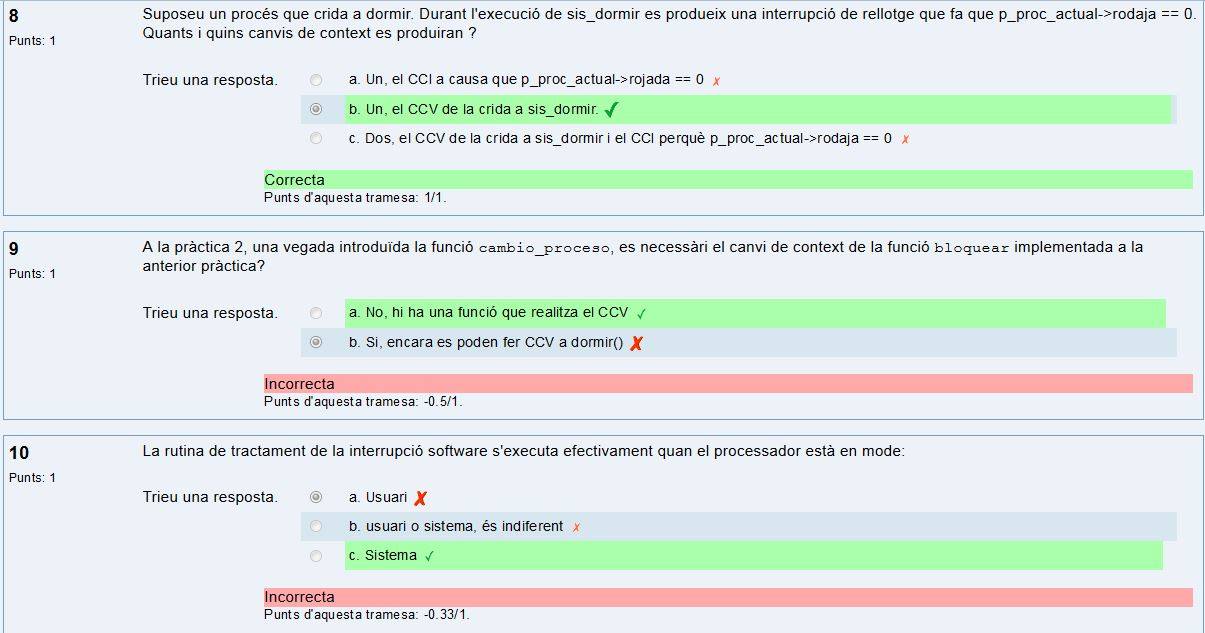 8
Punts: 1
Suposeu un procés que crida a dormir. Durant l'execució de sis_dormir es produeix una interrupció de rellotge que fa que p_proc_actual->rodaja == 0.
Quants i quins canvis de context es produiran ?
Trieu una resposta.
a. Un, el CCI a causa que p_proc_actual->rojada == 0 ✗
b. Un, el CCV de la crida a sis_dormir. ✓
c. Dos, el CCV de la crida a sis_dormir i el CCI perquè p_proc_actual->rodaja == 0 ✗
Correcta
Punts d'aquesta tramesa: 1/1.
9
Punts: 1
A la pràctica 2, una vegada introduïda la funció cambio_proceso, es necessàri el canvi de context de la funció bloquear implementada a la
anterior pràctica?
Trieu una resposta.
a. No, hi ha una funció que realitza el CCV ✓
b. Si, encara es poden fer CCV a dormir() ✗
Incorrecta
Punts d'aquesta tramesa: -0.5/1.
10
Punts: 1
La rutina de tractament de la interrupció software s'executa efectivament quan el processador està en mode:
Trieu una resposta.
a. Usuari ✗
b. usuari o sistema, és indiferent ✗
c. Sistema ✓
Incorrecta
Punts d'aquesta tramesa: -0.33/1.